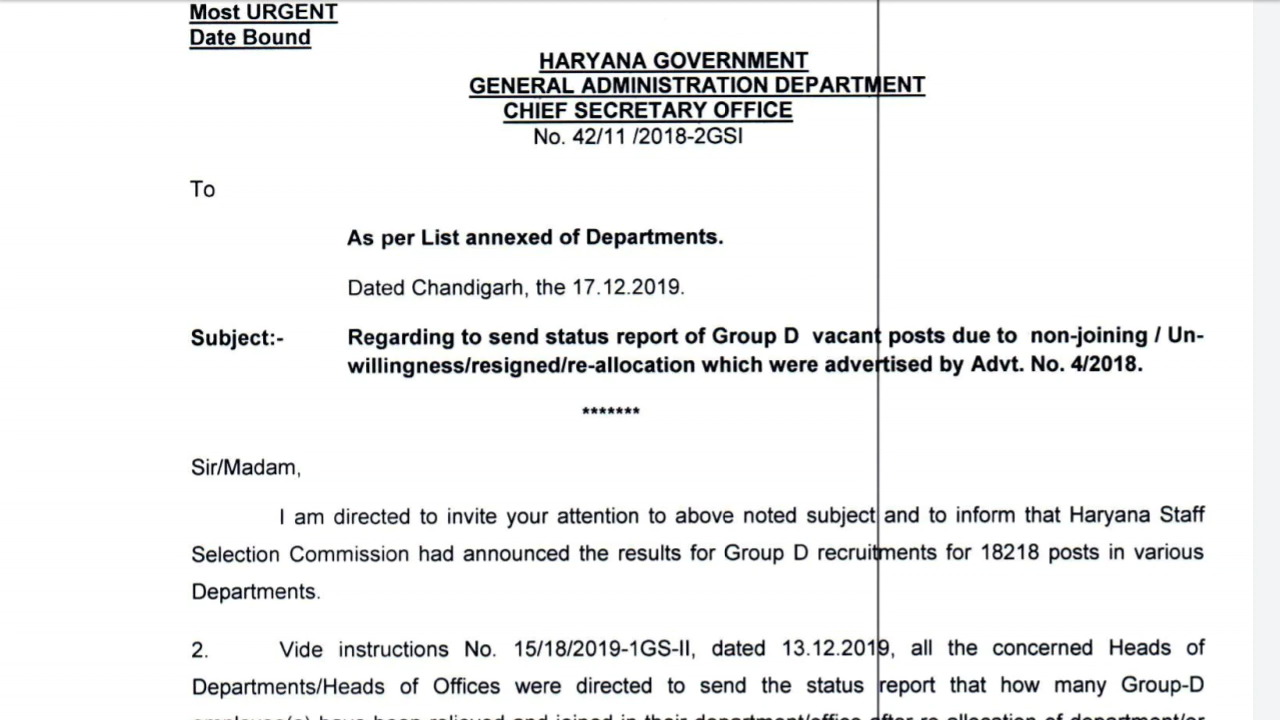 Most URGENT
Date Bound
HARYANA GOVERNMENT
GENERAL ADMINISTRATION DEPARTMENT
CHIEF SECRETARY OFFICE
No. 42/11 /2018-2GSI
To
As per List annexed of Departments.
Dated Chandigarh, the 17.12.2019.
Subject:- Regarding to send status report of Group D vacant posts due to non-joining / Un-
willingness/resigned/re-allocation which were advertised by Advt. No. 4/2018.
*******
Sir/Madam,
I am directed to invite your attention to above noted subject and to inform that Haryana Staff
Selection Commission had announced the results for Group D recruitments for 18218 posts in various
Departments.
2. Vide instructions No. 15/18/2019-1GS-II, dated 13.12.2019, all the concerned Heads of
Departments/Heads of Offices were directed to send the status report that how many Group-D